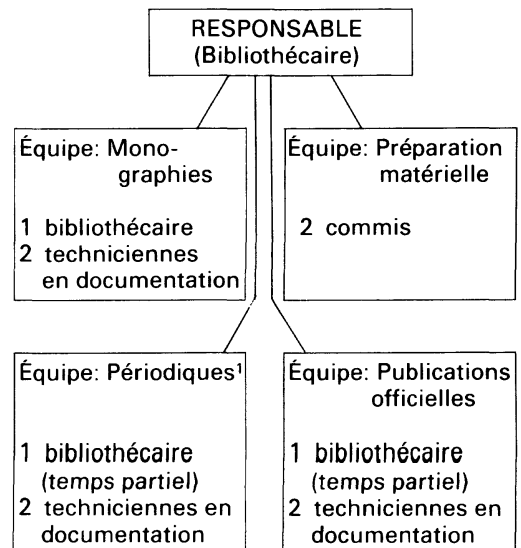 RESPONSABLE
(Bibliothécaire)
Équipe: Mono-
graphies
1 bibliothécaire
2 techniciennes
en documentation
Équipe: Préparation
matérielle
2 commis
Équipe: Périodiques¹
1 bibliothécaire
(temps partiel)
2 techniciennes en
documentation
Équipe: Publications
officielles
1 bibliothécaire
(temps partiel)
2 techniciennes en
documentation